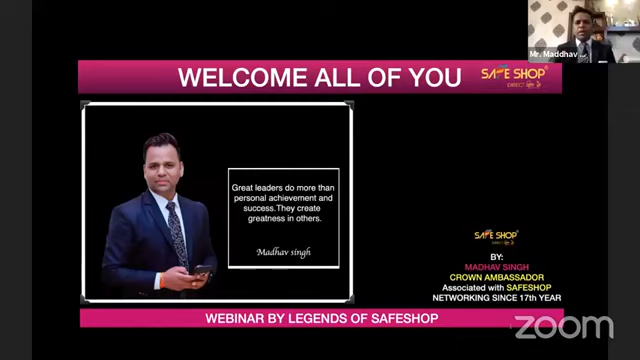 Mr. Maddhav
WELCOME ALL OF YOU
SAFE SHOP
DIRECT
Great leaders do more than
personal achievement and
success.They create
greatness in others.
Madhav singh
SAFE SHOP
BY:
MADHAV SINGH
CROWN AMBASSADOR
Associated with SAFESHOP
NETWORKING SINCE 17th YEAR
WEBINAR BY LEGENDS OF SAFESHOP
zoom